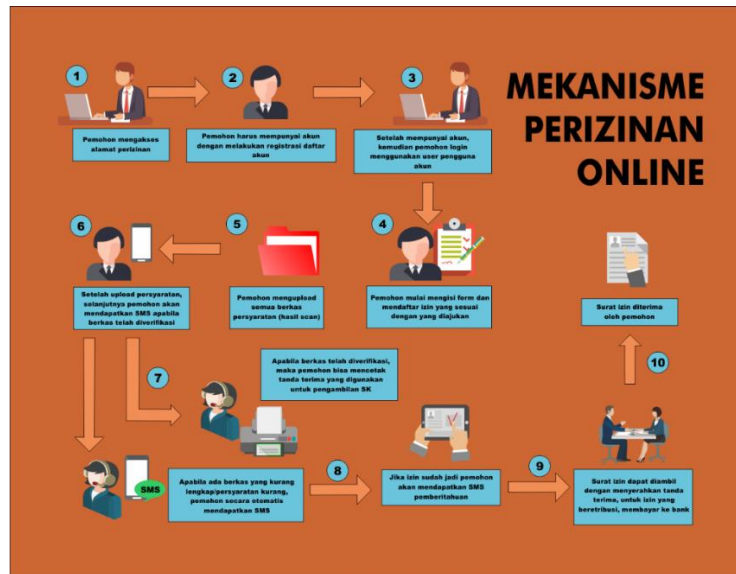 MEKANISME
PERIZINAN
ONLINE
1
Pemohon mengakses
alamat perizinan
2
Pemohon harus mempunyai akun
dengan melakukan registrasi daftar
akun
3
Setelah mempunyai akun,
kemudian pemohon login
menggunakan user pengguna
akun
4
Pemohon mulai mengisi form dan
mendaftar izin yang sesuai
dengan yang diajukan
5
Pemohon mengupload
semua berkas
persyaratan (hasil scan)
6
Setelah upload persyaratan,
selanjutnya pemohon akan
mendapatkan SMS apabila
berkas telah diverifikasi
7
Apabila berkas telah diverifikasi,
maka pemohon bisa mencetak
tanda terima yang digunakan
untuk pengambilan SK
SMS
Apabila ada berkas yang kurang
lengkap/persyaratan kurang,
pemohon secara otomatis
mendapatkan SMS
8
Jika izin sudah jadi pemohon
akan mendapatkan SMS
pemberitahuan
9
Surat izin dapat diambil
dengan menyerahkan tanda
terima, untuk izin yang
beretribusi, membayar ke bank
10
Surat izin diterima
oleh pemohon